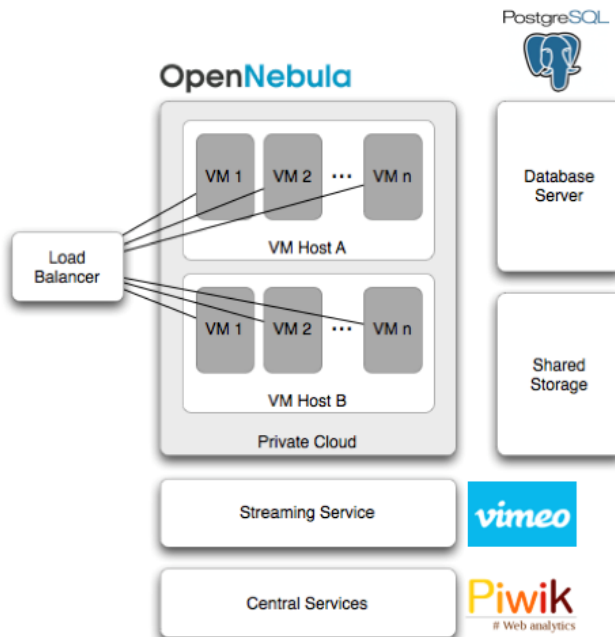 PostgreSQL
OpenNebula
VM 1
VM 2
...
VM n
VM Host A
Database
Server
Load
Balancer
VM 1
VM 2
...
VM n
VM Host B
Shared
Storage
Private Cloud
Streaming Service
vimeo
Central Services
Piwik
# Web analytics